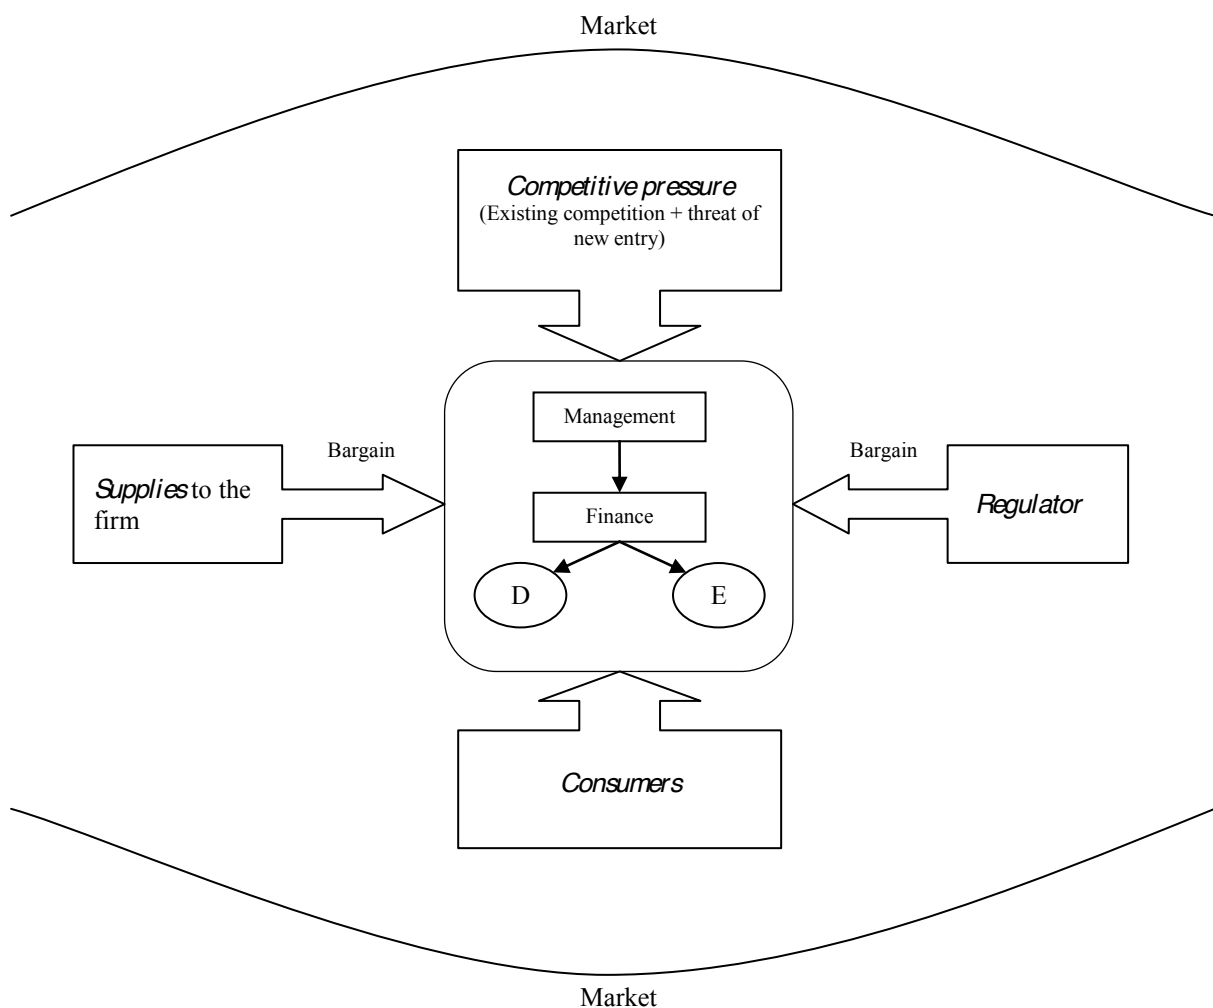 Market
Competitive pressure
(Existing competition + threat of
new entry)
Management
Bargain
Bargain
Supplies to the
firm
Finance
Regulator
D
E
Consumers
Market